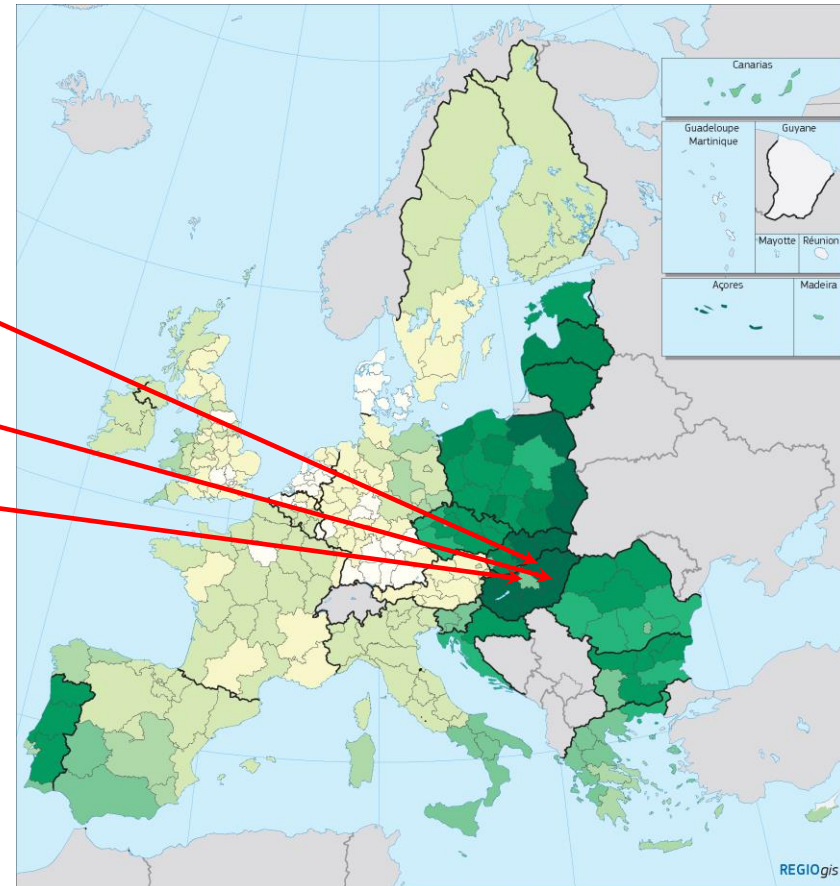 Canarias
Guadeloupe
Martinique
Guyane
Mayotte
Réunion
Açores
Madeira
REGIOgis